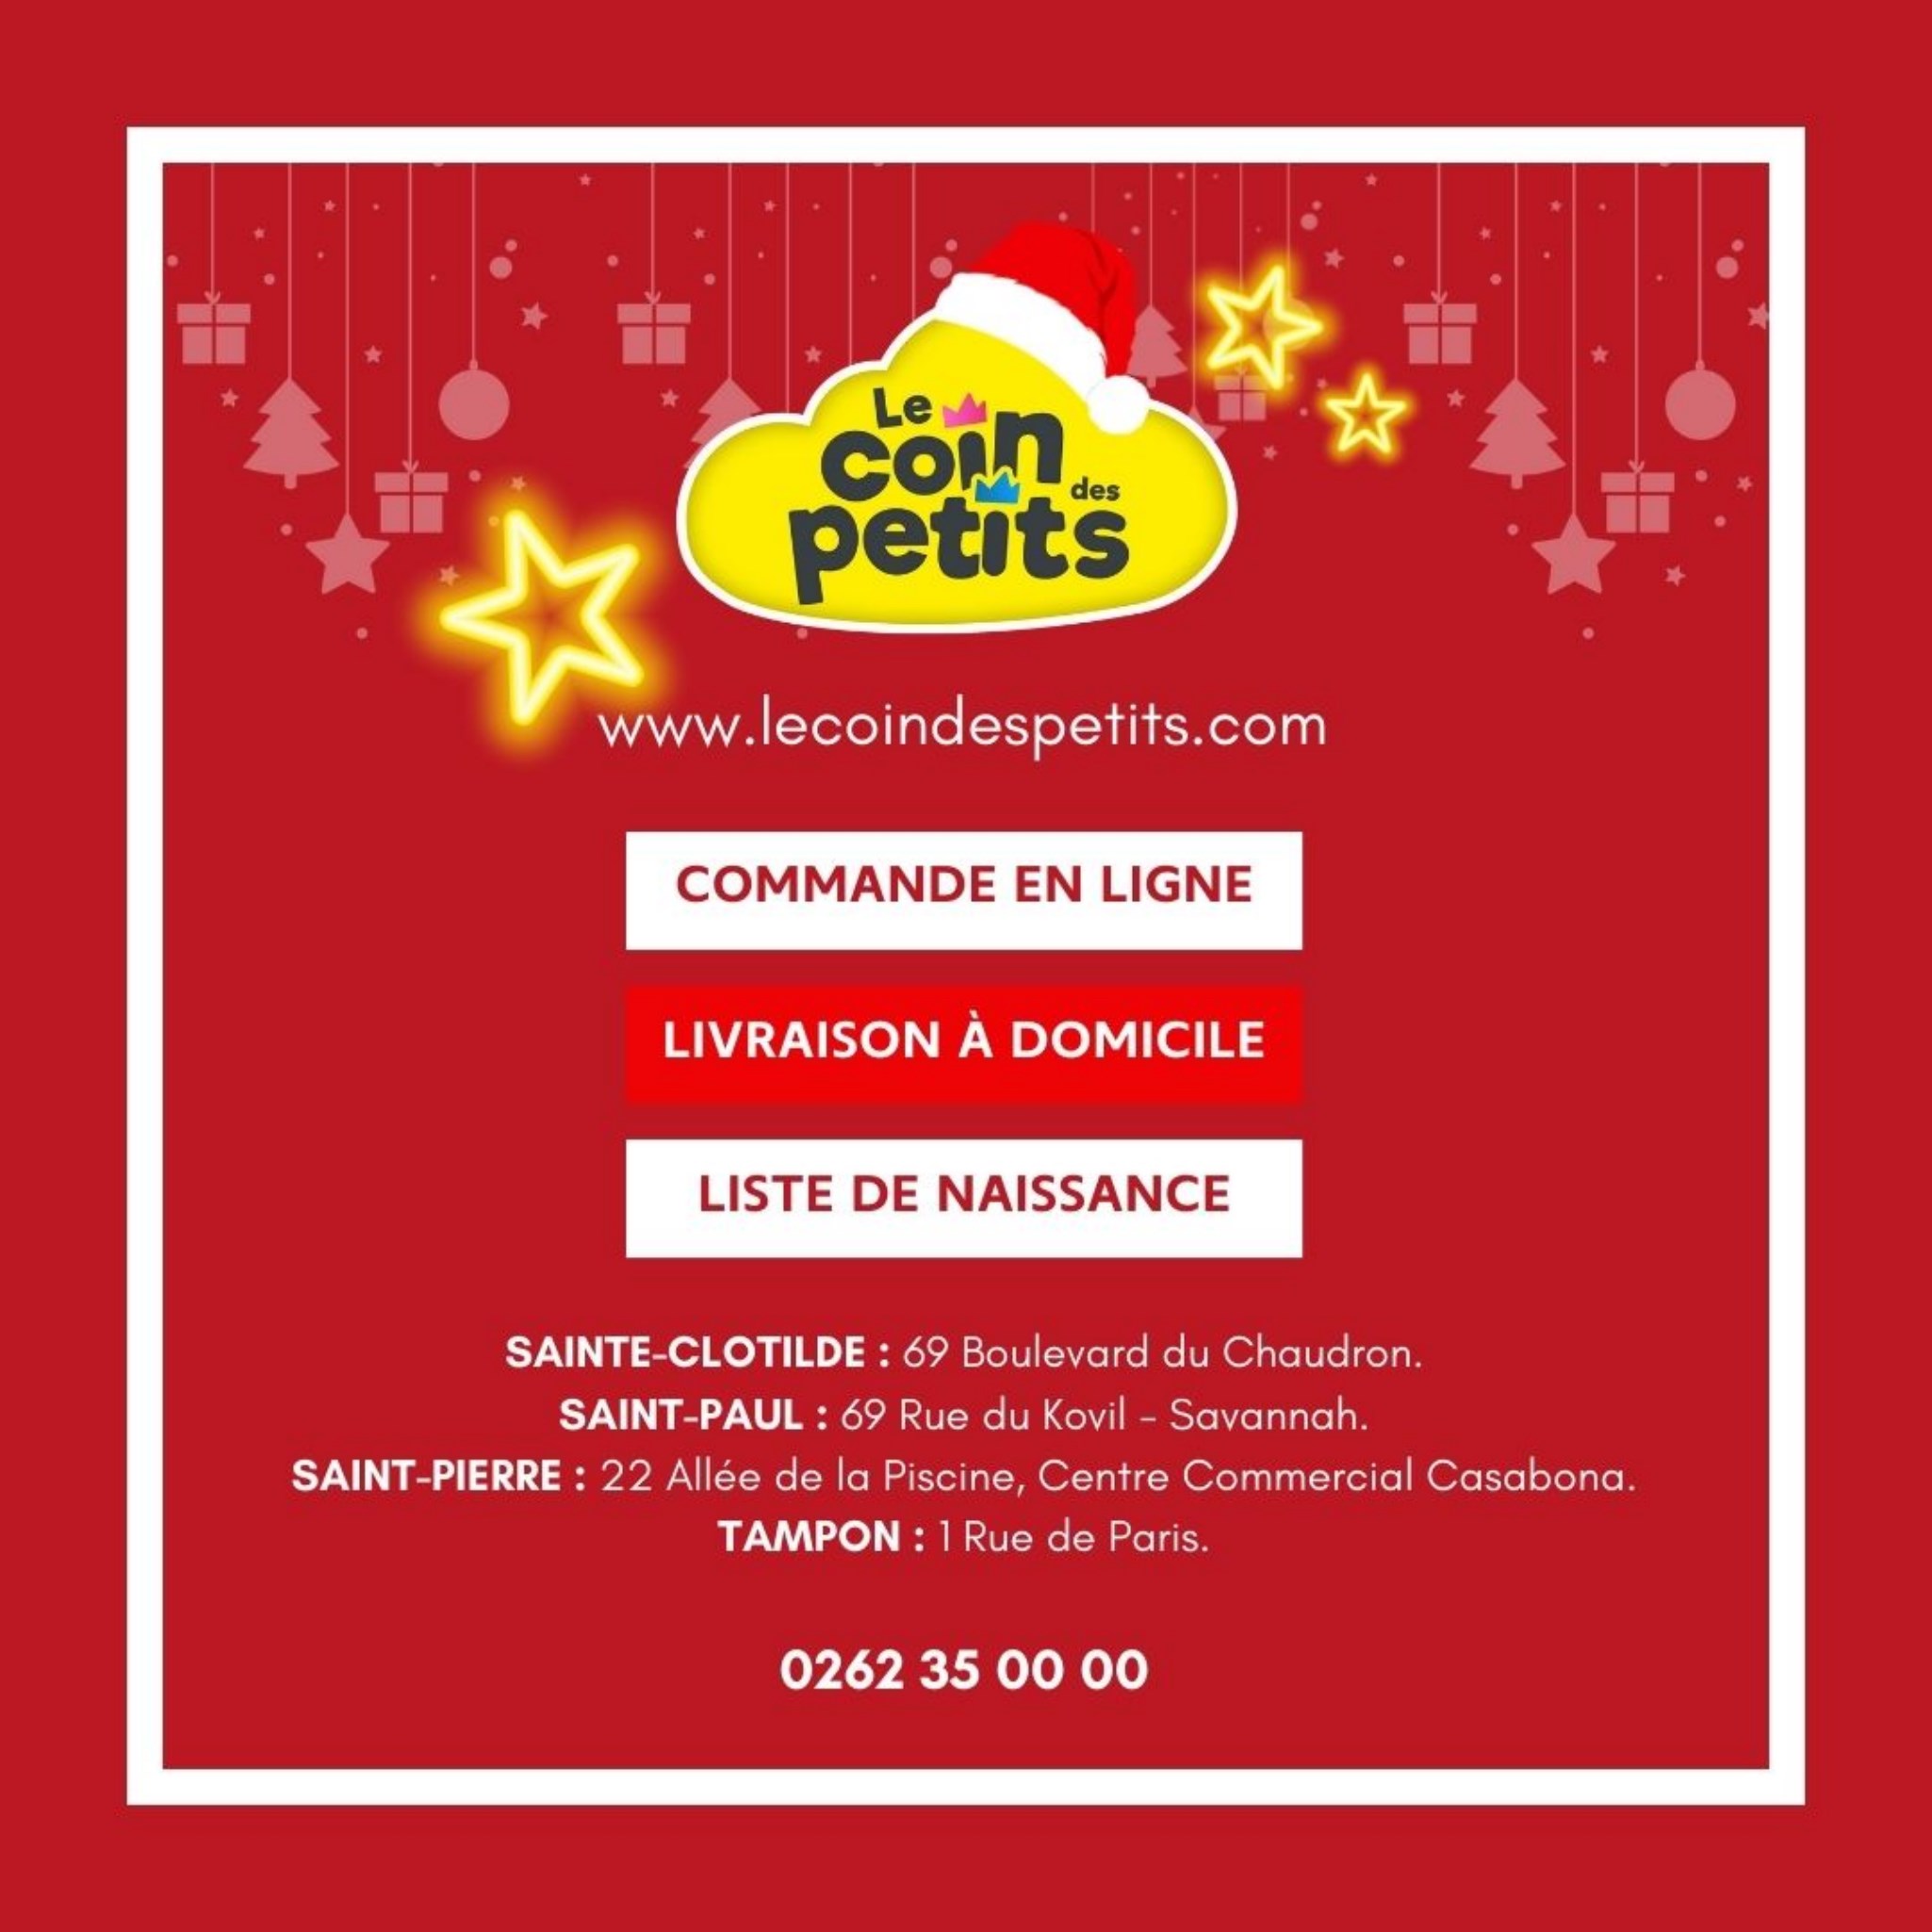 Le
coin
des
petits
www.lecoindespetits.com
COMMANDE EN LIGNE
LIVRAISON À DOMICILE
LISTE DE NAISSANCE
SAINTE-CLOTILDE : 69 Boulevard du Chaudron.
SAINT-PAUL : 69 Rue du Kovil - Savannah.
SAINT-PIERRE : 22 Allée de la Piscine, Centre Commercial Casabona.
TAMPON : 1 Rue de Paris.
0262 35 00 00